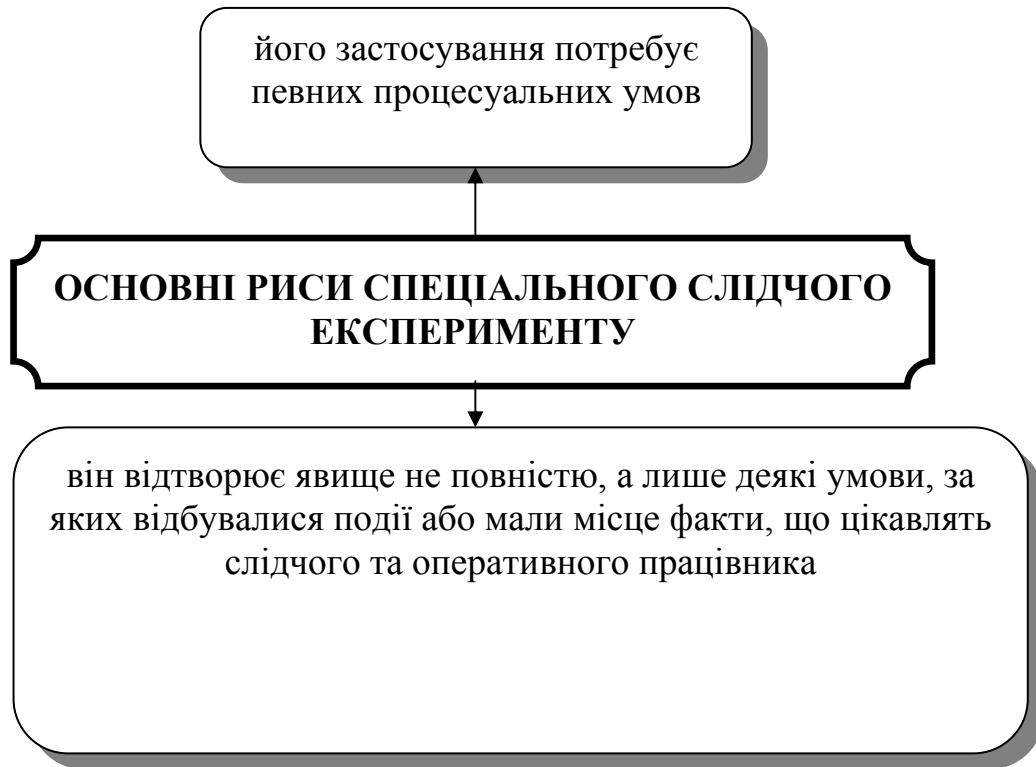 його застосування потребує
певних процесуальних умов
ОСНОВНІ РИСИ СПЕЦІАЛЬНОГО СЛІДЧОГО
ЕКСПЕРИМЕНТУ
він відтворює явище не повністю, а лише деякі умови, за
яких відбувалися події або мали місце факти, що цікавлять
слідчого та оперативного працівника